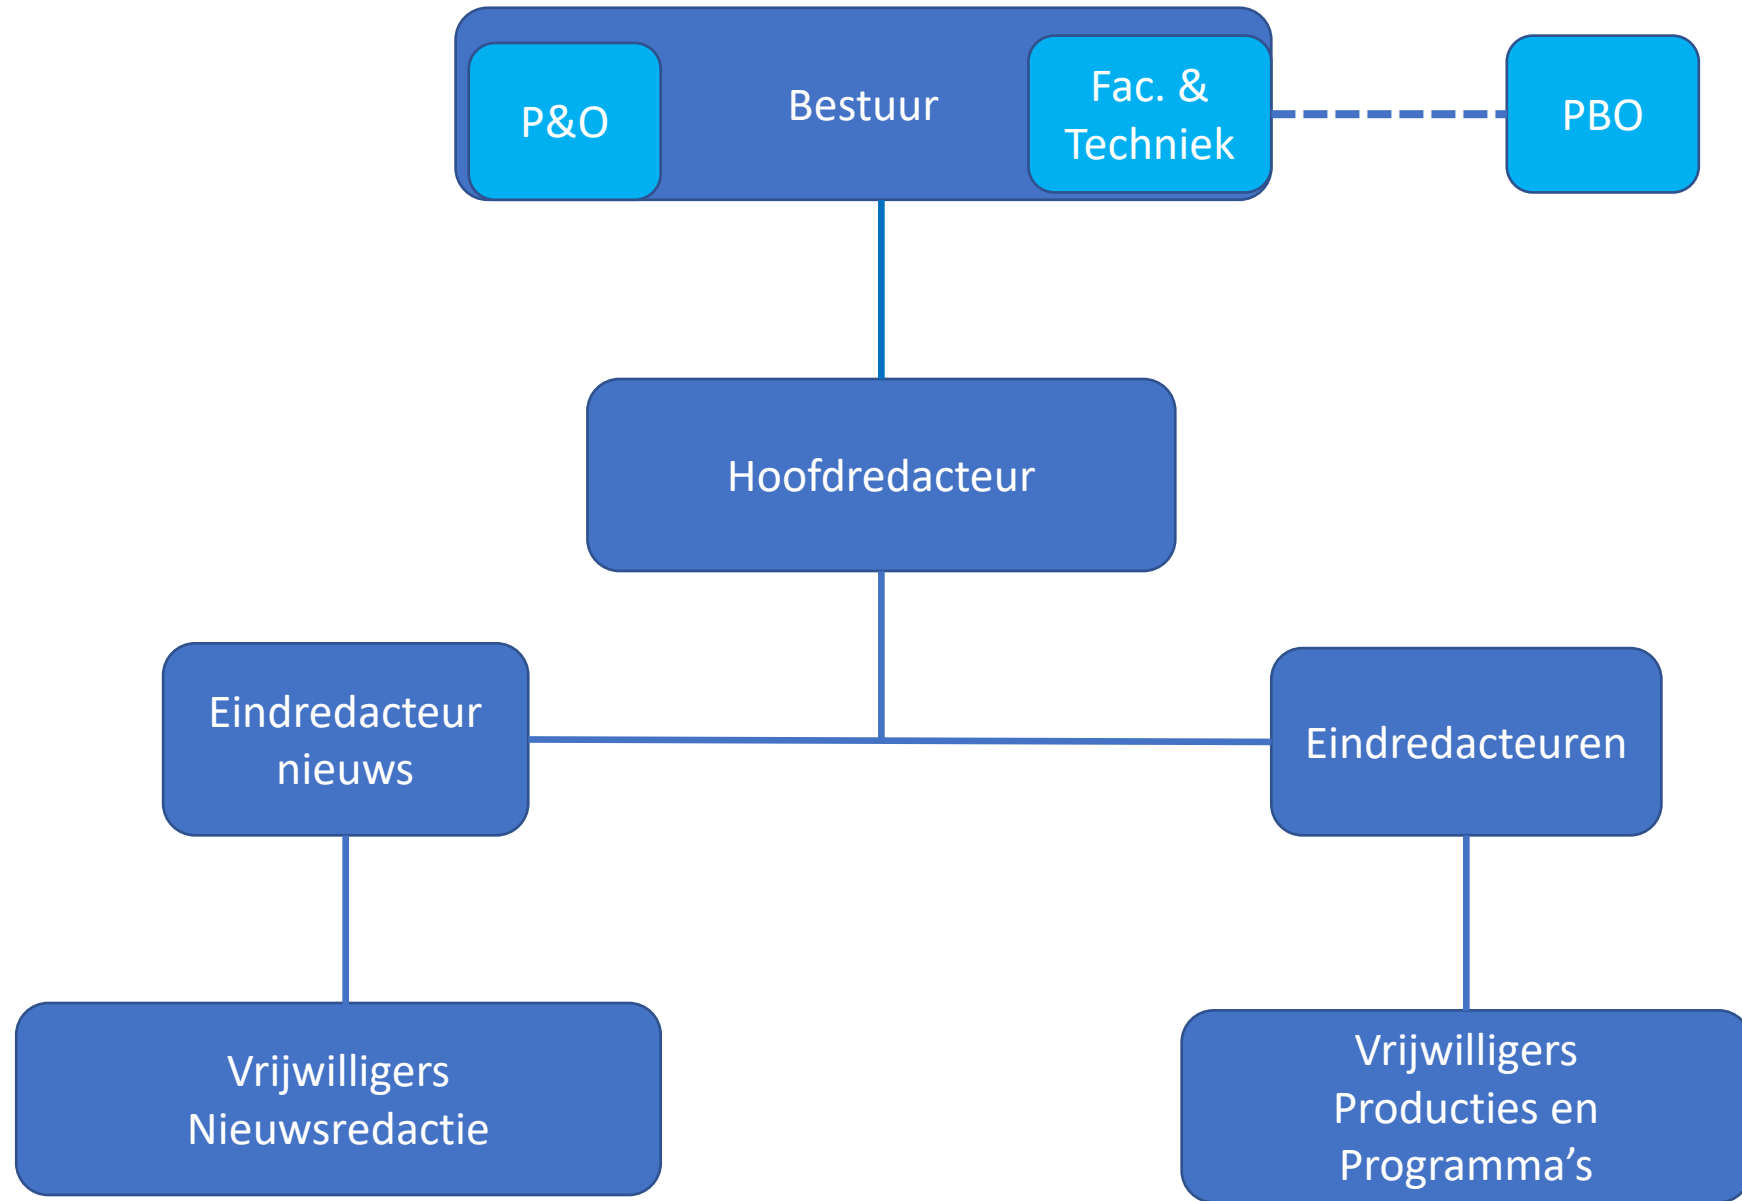 P&O
Bestuur
Fac. &
Techniek
PBO
Hoofdredacteur
Eindredacteur
nieuws
Eindredacteuren
Vrijwilligers
Nieuwsredactie
Vrijwilligers
Producties en
Programma’s